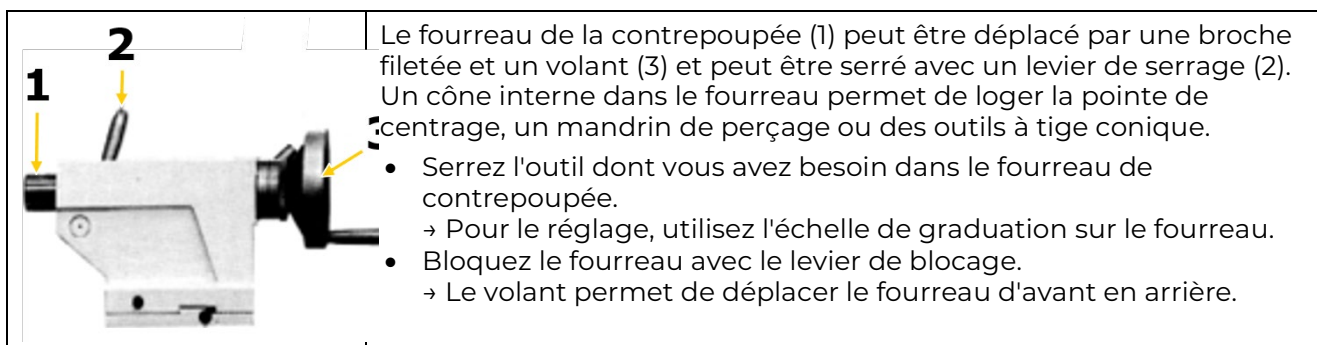 2
1
3
Le fourreau de la contrepoupée (1) peut être déplacé par une broche
filetée et un volant (3) et peut être serré avec un levier de serrage (2).
Un cône interne dans le fourreau permet de loger la pointe de
centrage, un mandrin de perçage ou des outils à tige conique.
• Serrez l'outil dont vous avez besoin dans le fourreau de
contrepoupée.
→ Pour le réglage, utilisez l'échelle de graduation sur le fourreau.
• Bloquez le fourreau avec le levier de blocage.
→ Le volant permet de déplacer le fourreau d'avant en arrière.